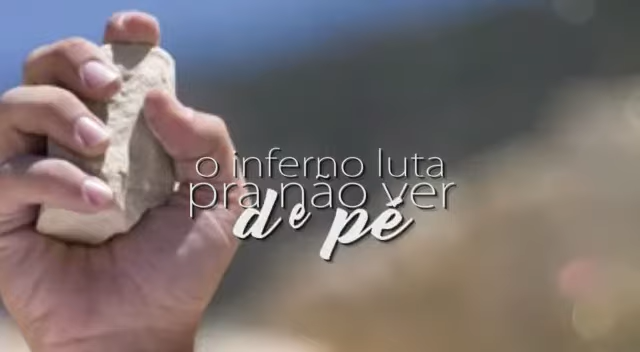 o inferno luta
pra não ver
de pé